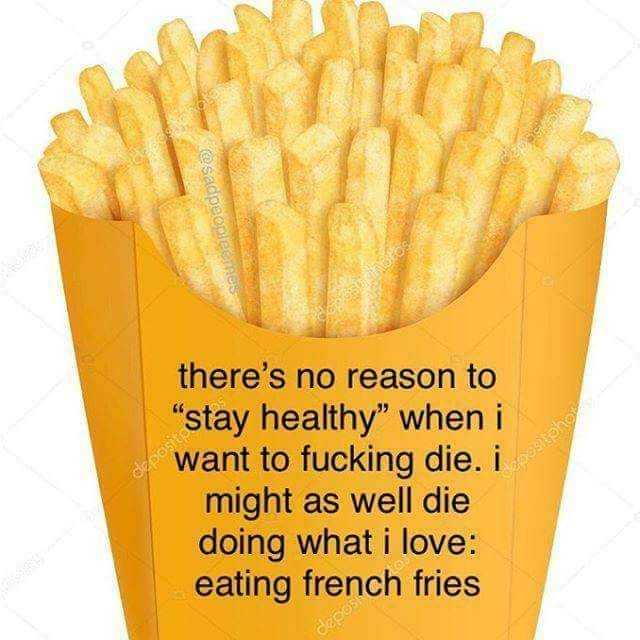 @sadpeoplememes
there's no reason to
“stay healthy” when i
want to fucking die. i
might as well die
doing what i love:
eating french fries
depositphotos